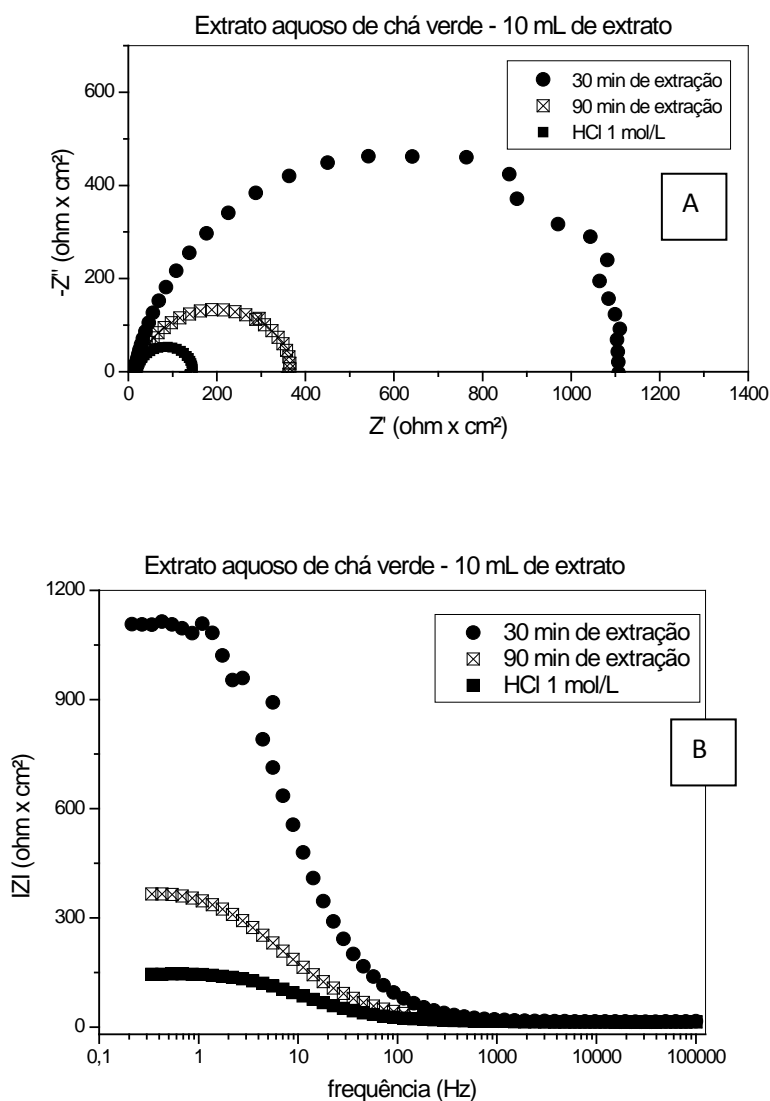 Extrato aquoso de chá verde - 10 mL de extrato
30 min de extração
90 min de extração
HCl 1 mol/L
A
600
400
200
0
-Z'' (ohm x cm²)
0 200 400 600 800 1000 1200 1400
Z' (ohm x cm²)
Extrato aquoso de chá verde - 10 mL de extrato
30 min de extração
90 min de extração
HCl 1 mol/L
B
1200
900
600
300
0
IZI (ohm x cm²)
0,1 1 10 100 1000 10000 100000
frequência (Hz)